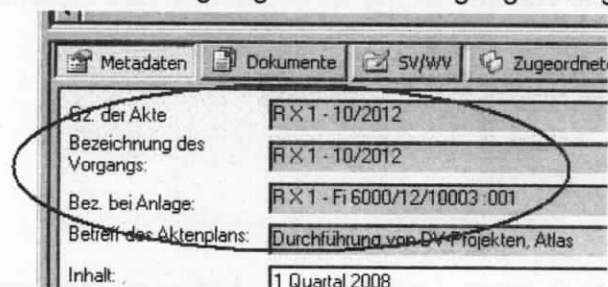 Metadaten Dokumente SV/WV Zugeordnete
Gz. der Akte R X 1 - 10/2012
Bezeichnung des
Vorgangs: R X 1 - 10/2012
Bez. bei Anlage: R X 1 - Fi 6000/12/10003 :001
Betreff des Aktenplans: Durchführung von DV-Projekten, Atlas
Inhalt: 1 Quartal 2008